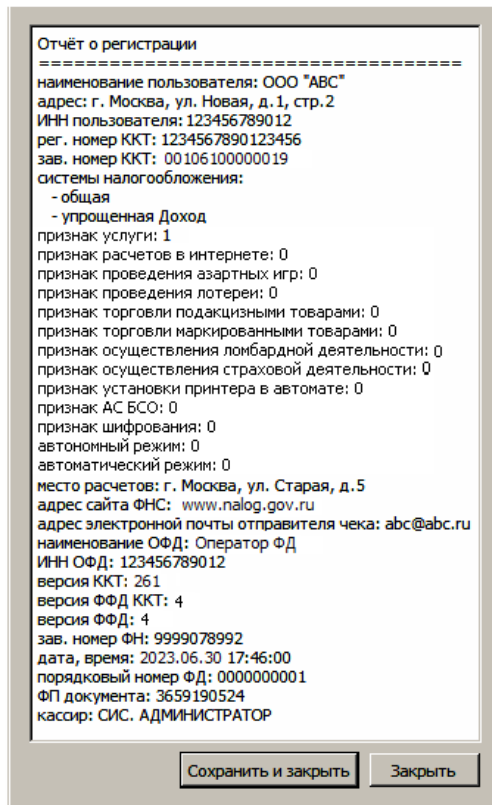 Отчёт о регистрации
======================================
наименование пользователя: ООО "АВС"
адрес: г. Москва, ул. Новая, д.1, стр.2
ИНН пользователя: 123456789012
рег. номер ККТ: 1234567890123456
зав. номер ККТ: 00106100000019
системы налогообложения:
- общая
- упрощенная Доход
признак услуги: 1
признак расчетов в интернете: 0
признак проведения азартных игр: 0
признак проведения лотереи: 0
признак торговли подакцизными товарами: 0
признак торговли маркированными товарами: 0
признак осуществления ломбардной деятельности: 0
признак осуществления страховой деятельности: 0
признак установки принтера в автомате: 0
признак АС БСО: 0
признак шифрования: 0
автономный режим: 0
автоматический режим: 0
место расчетов: г. Москва, ул. Старая, д.5
адрес сайта ФНС: www.nalog.gov.ru
адрес электронной почты отправителя чека: abc@abc.ru
наименование ОФД: Оператор ФД
ИНН ОФД: 123456789012
версия ККТ: 261
версия ФФД ККТ: 4
версия ФФД: 4
зав. номер ФН: 9999078992
дата, время: 2023.06.30 17:46:00
порядковый номер ФД: 0000000001
ФП документа: 3659190524
кассир: СИС. АДМИНИСТРАТОР
Сохранить и закрыть
Закрыть